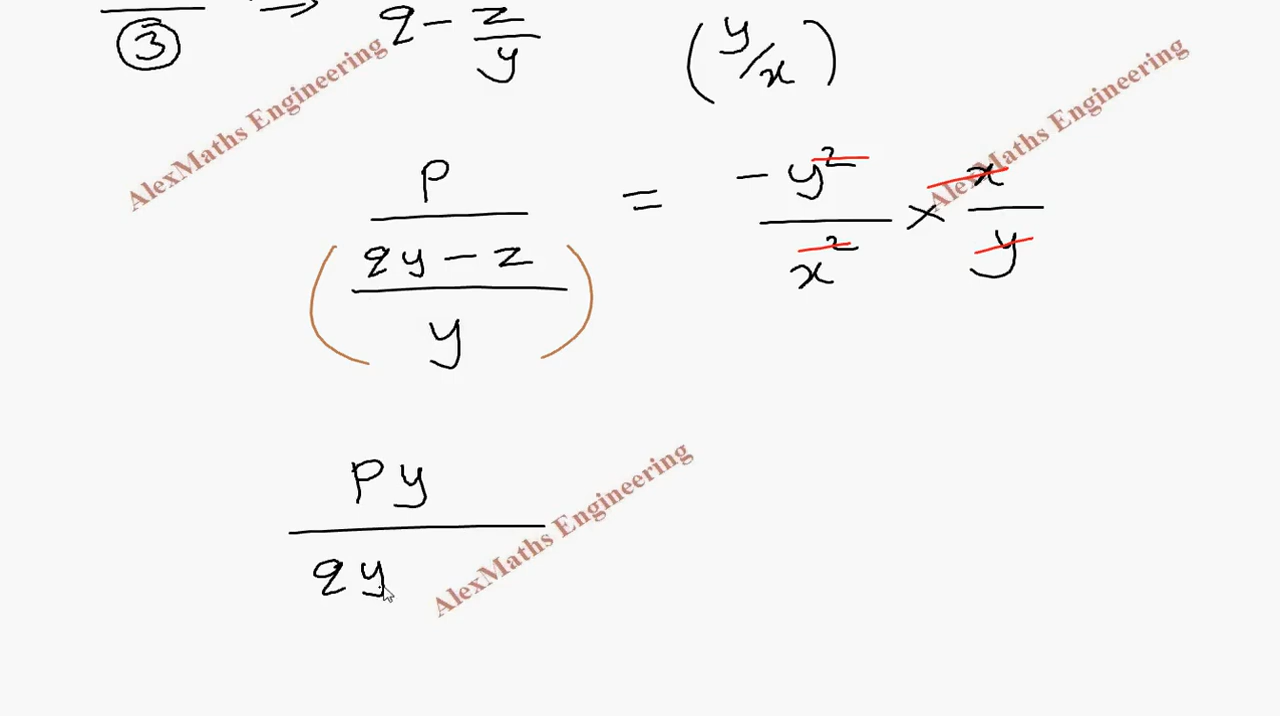 ③ ⇒ q - z/y (y/x)
p/((qy - z)/y) = -y²/x² × x/y
py/qy
AlexMaths Engineering
AlexMaths Engineering
AlexMaths Engineering